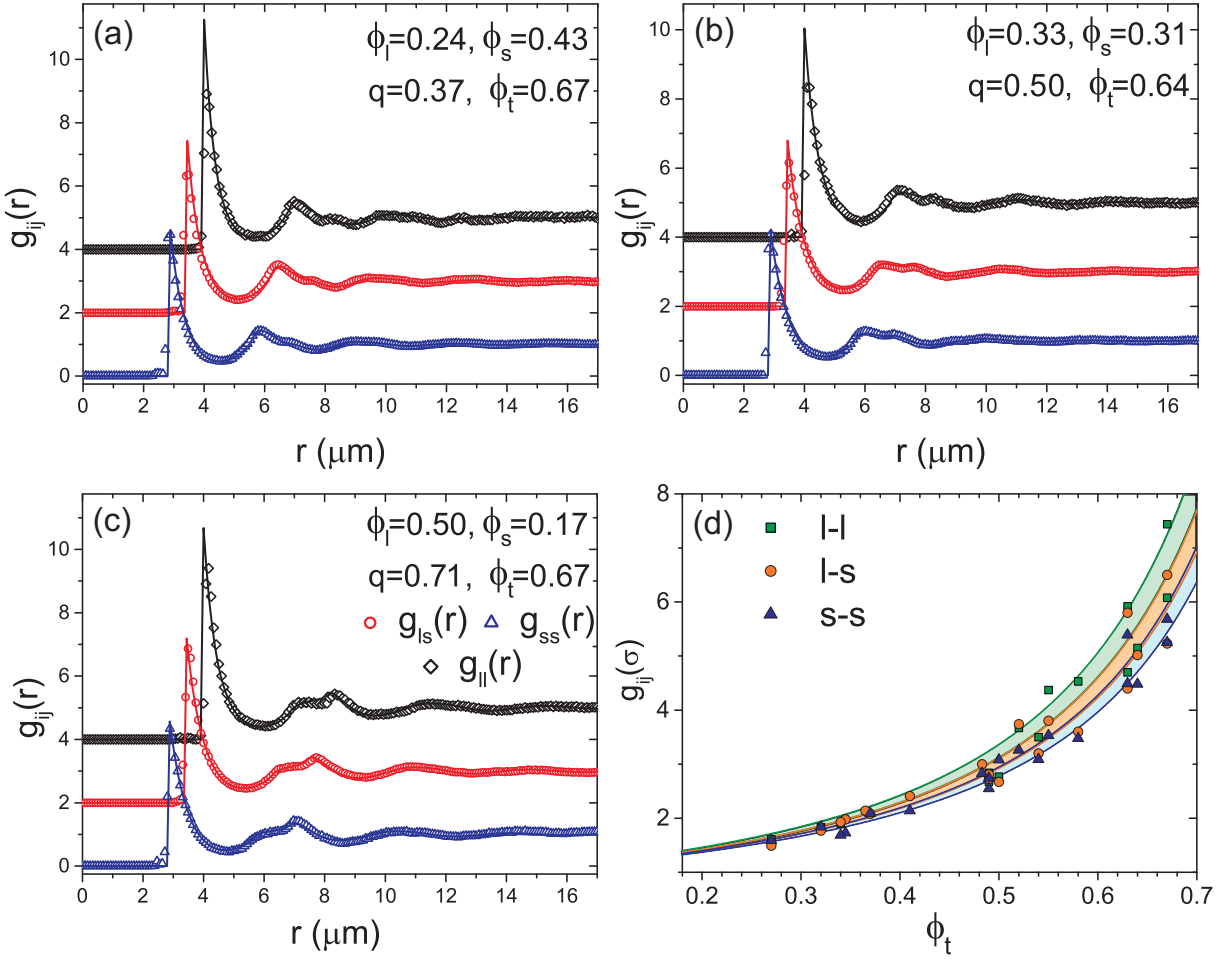 (a)
ϕl=0.24, ϕs=0.43
q=0.37, ϕt=0.67
10
8
6
4
2
0
gij(r)
0 2 4 6 8 10 12 14 16
r (μm)
(b)
ϕl=0.33, ϕs=0.31
q=0.50, ϕt=0.64
10
8
6
4
2
0
gij(r)
0 2 4 6 8 10 12 14 16
r (μm)
(c)
ϕl=0.50, ϕs=0.17
q=0.71, ϕt=0.67
gls(r) gss(r)
gll(r)
10
8
6
4
2
0
gij(r)
0 2 4 6 8 10 12 14 16
r (μm)
(d)
l-l
l-s
s-s
8
6
4
2
gij(σ)
0.2 0.3 0.4 0.5 0.6 0.7
ϕt